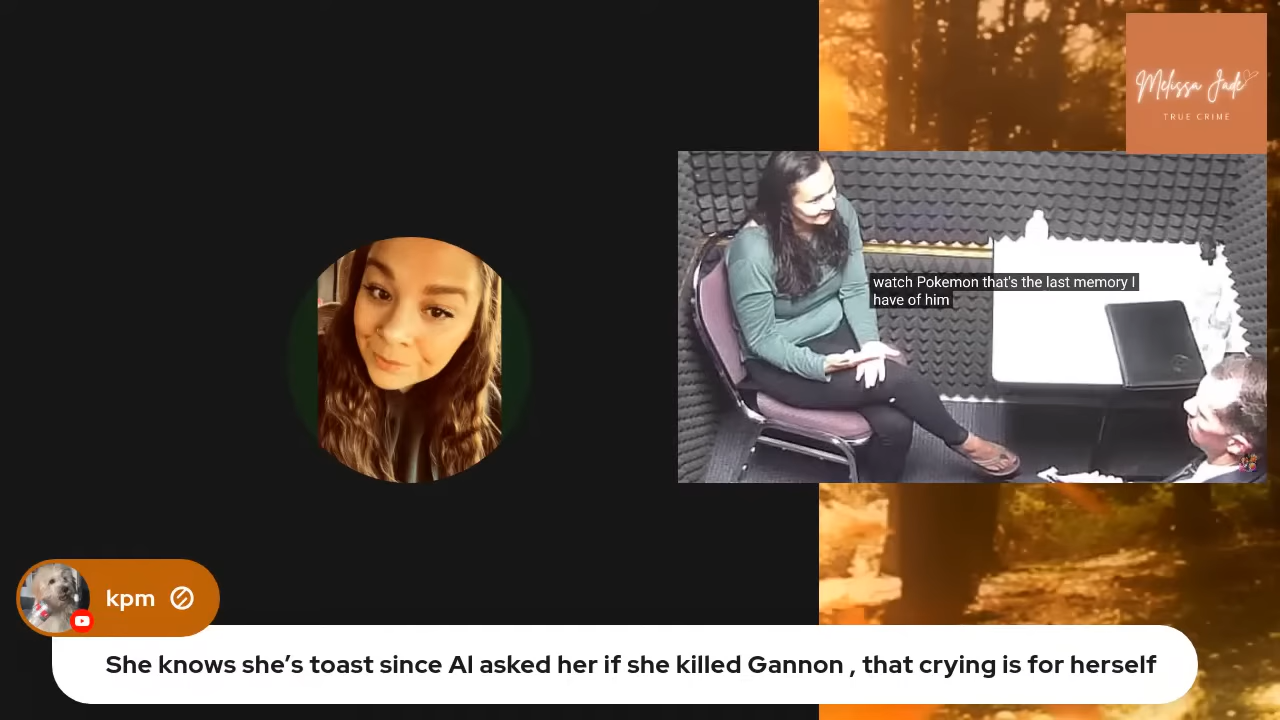 Melissa Jade
TRUE CRIME
watch Pokemon that's the last memory I
have of him
kpm
She knows she’s toast since Al asked her if she killed Gannon , that crying is for herself